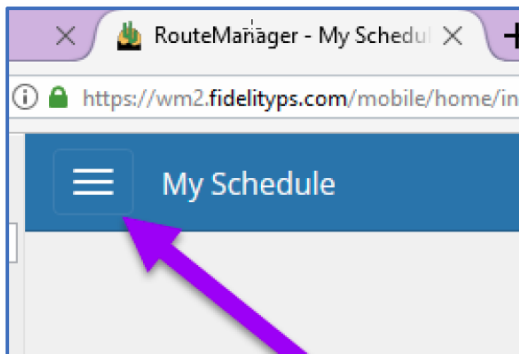 RouteManager - My Schedul
https://wm2.fidelityps.com/mobile/home/in
My Schedule